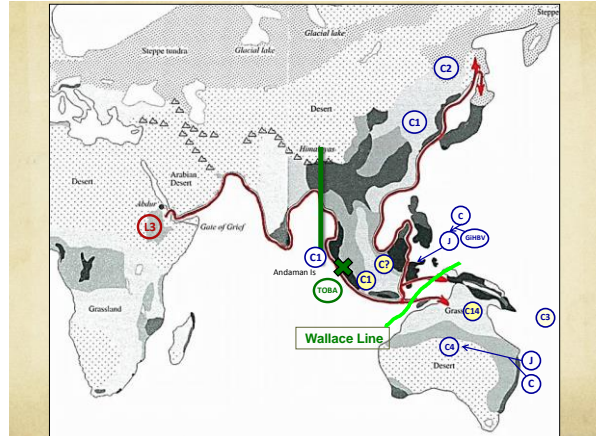 Steppe
Glacial lake
Glacial lake
Steppe tundra
C2
Desert
C1
Himalayas
Arabian
Desert
Desert
Abdur
L3
Gate of Grief
C
J
GiHBV
C1
C?
Andaman Is
C1
TOBA
Grassland
Grass
C14
C3
Wallace Line
C4
J
Desert
C